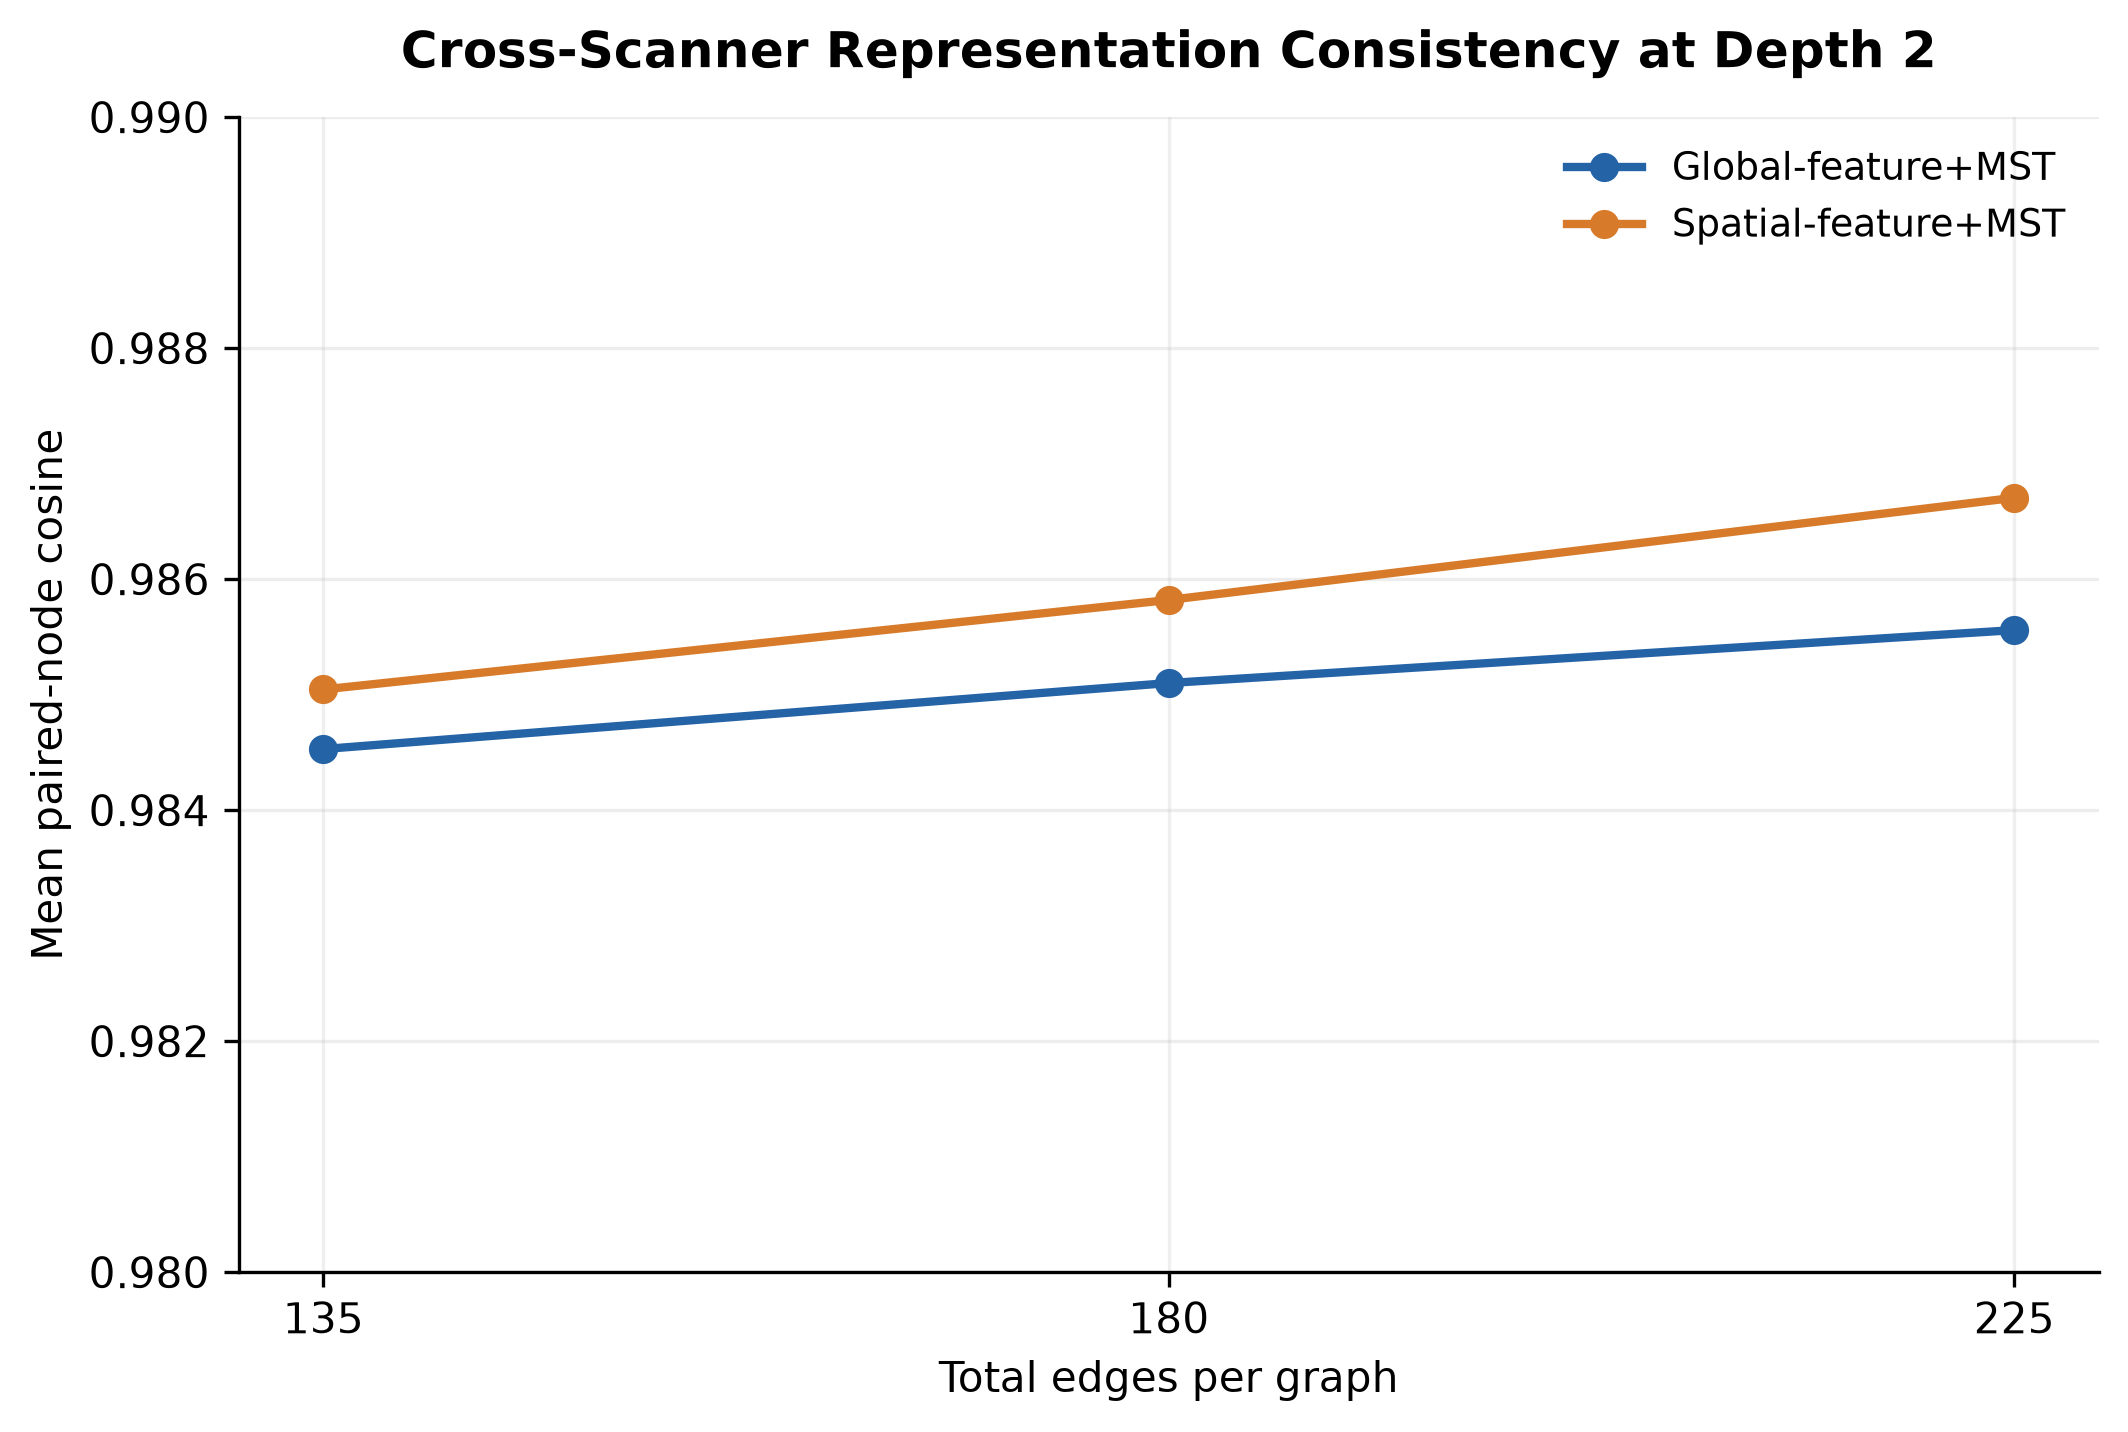 Cross-Scanner Representation Consistency at Depth 2
0.990
0.988
0.986
0.984
0.982
0.980
Mean paired-node cosine
Global-feature+MST
Spatial-feature+MST
135
180
225
Total edges per graph